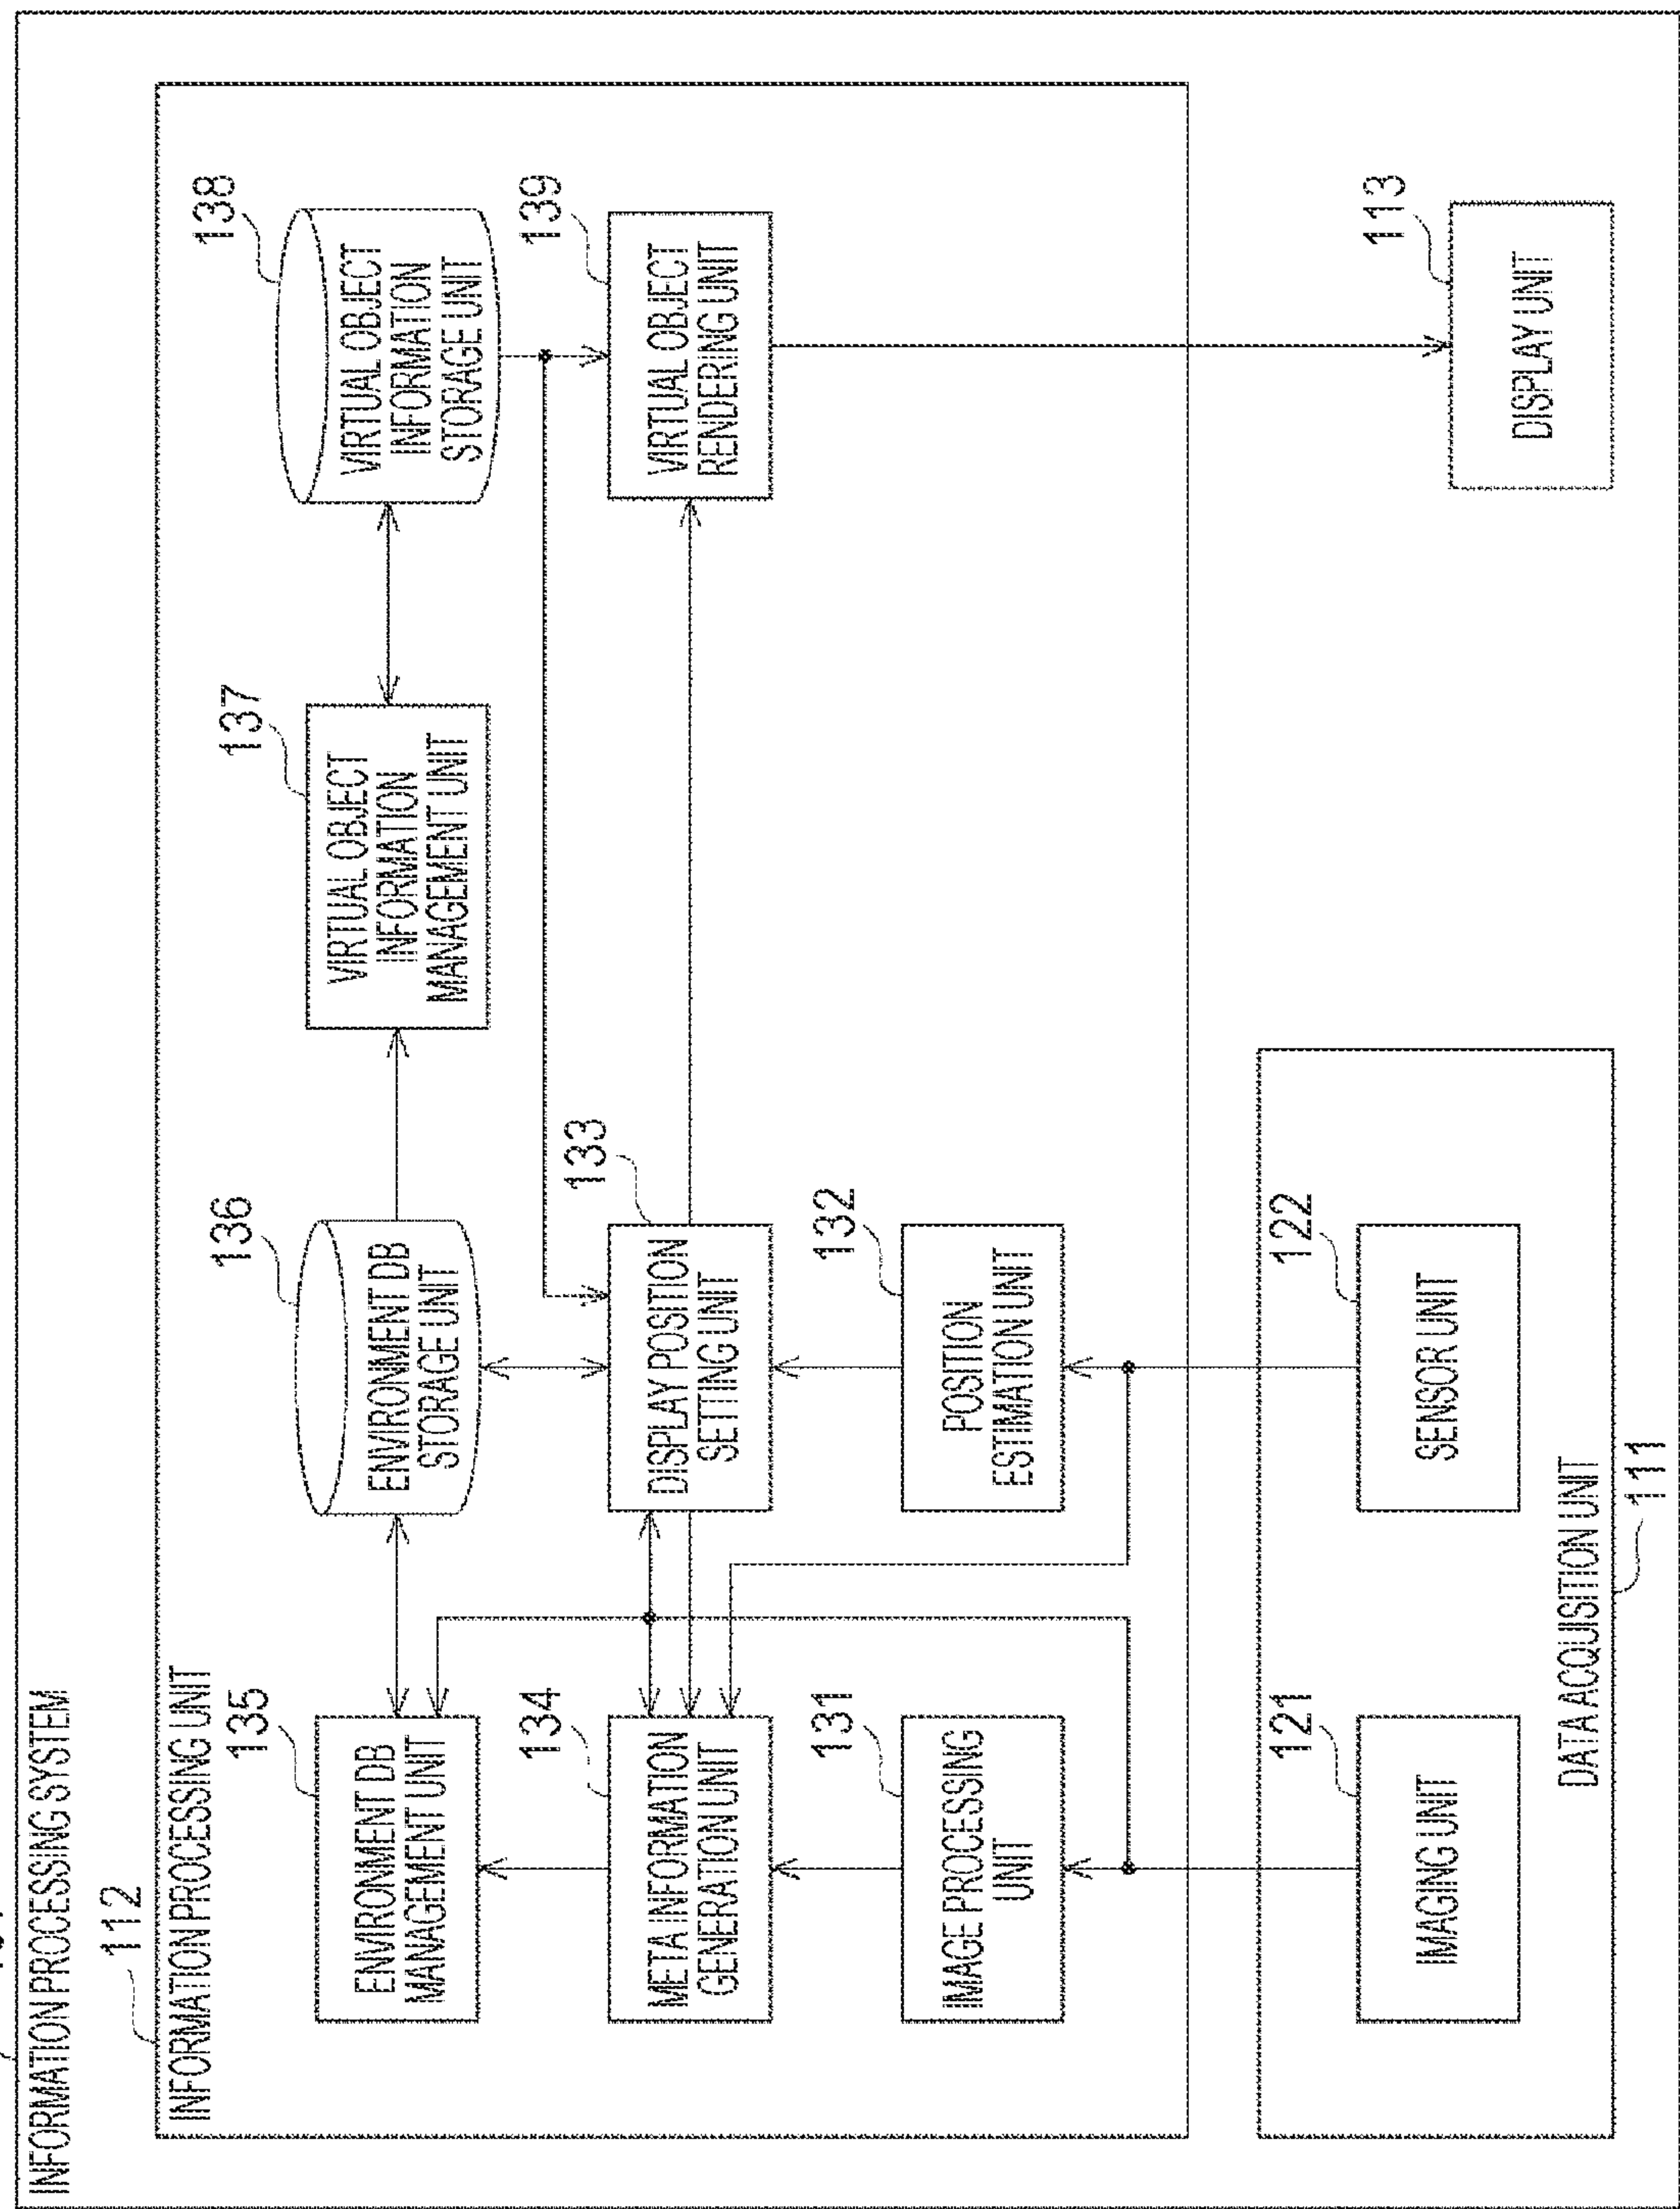 INFORMATION PROCESSING SYSTEM
112
INFORMATION PROCESSING UNIT
135
ENVIRONMENT DB
MANAGEMENT UNIT
136
ENVIRONMENT DB
STORAGE UNIT
137
VIRTUAL OBJECT
INFORMATION
MANAGEMENT UNIT
138
VIRTUAL OBJECT
INFORMATION
STORAGE UNIT
134
META INFORMATION
GENERATION UNIT
133
DISPLAY POSITION
SETTING UNIT
139
VIRTUAL OBJECT
RENDERING UNIT
131
IMAGE PROCESSING
UNIT
132
POSITION
ESTIMATION UNIT
121
IMAGING UNIT
122
SENSOR UNIT
DATA ACQUISITION UNIT
111
113
DISPLAY UNIT